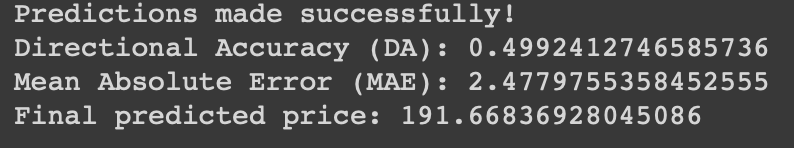 Predictions made successfully!
Directional Accuracy (DA): 0.4992412746585736
Mean Absolute Error (MAE): 2.4779755358452555
Final predicted price: 191.66836928045086